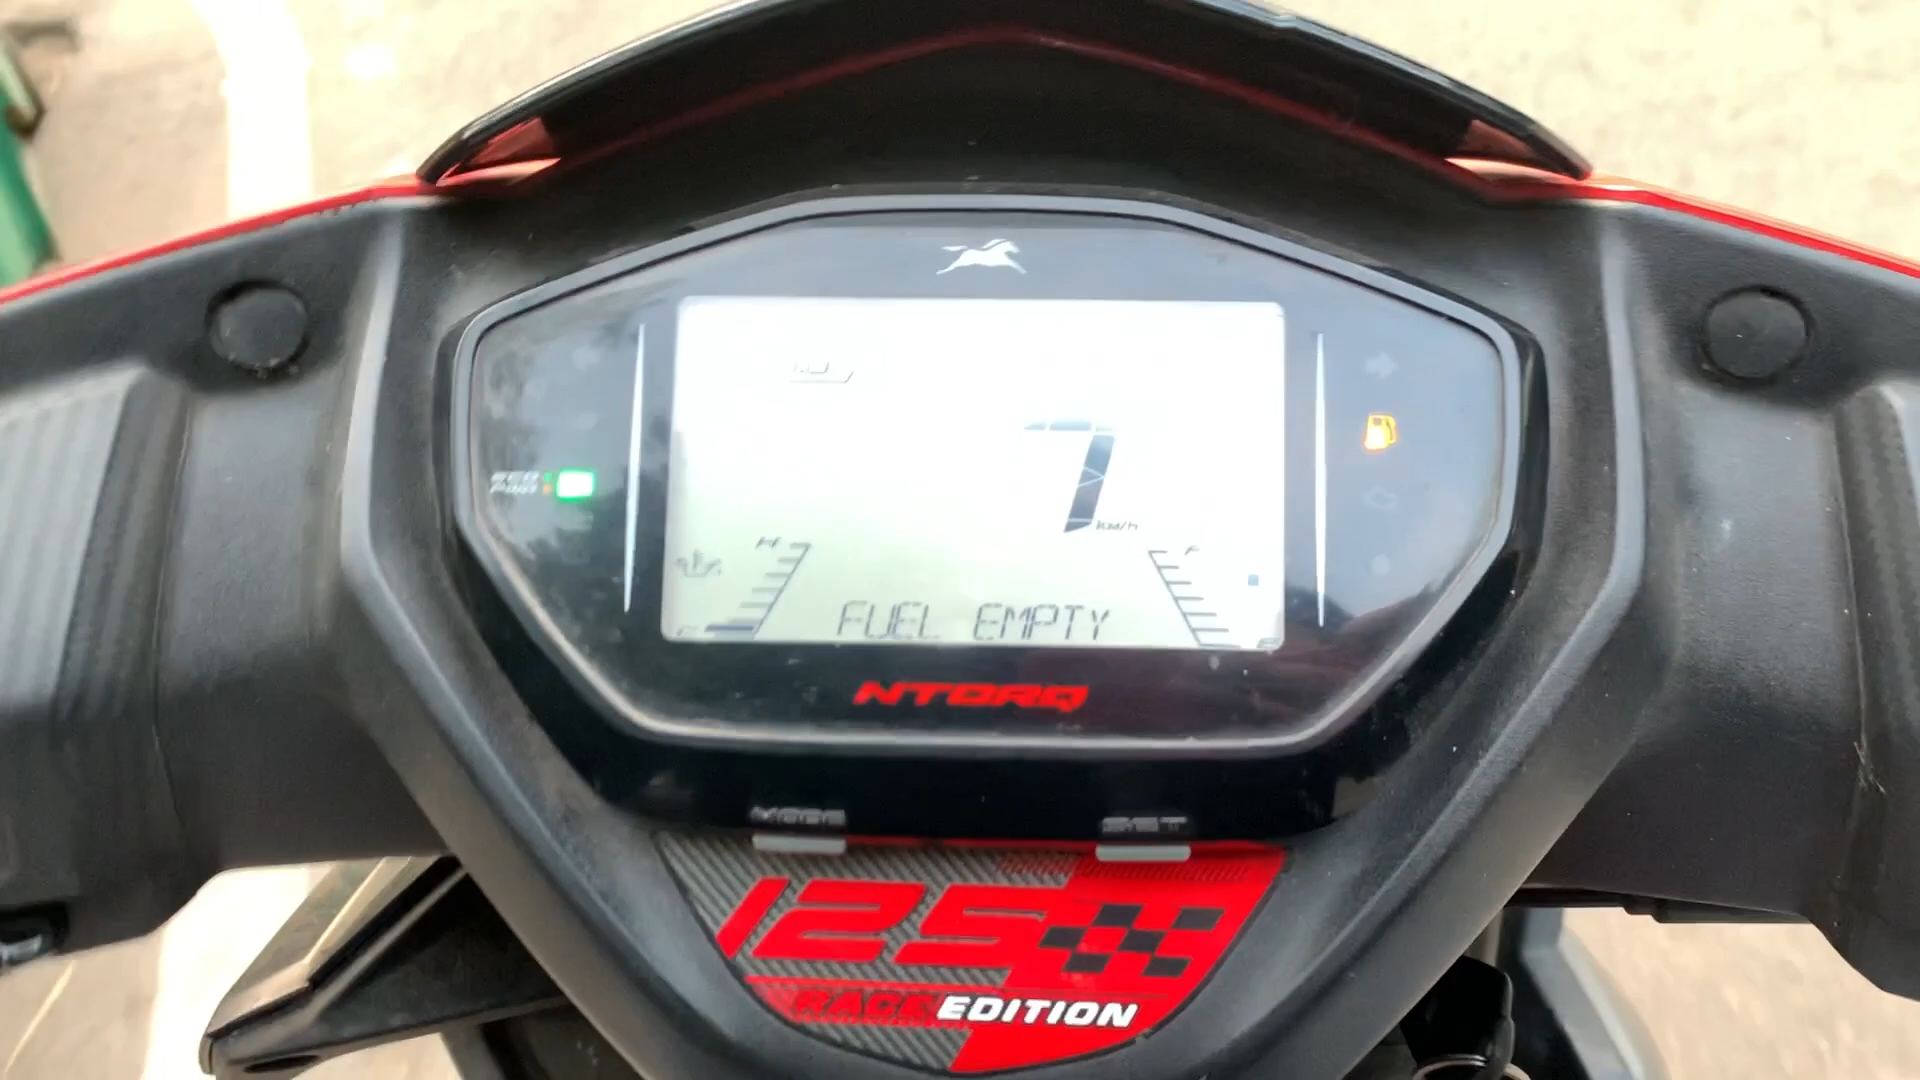 7
km/h
H
F
C
E
FUEL EMPTY
NTORQ
MODE
SET
125
RACE EDITION